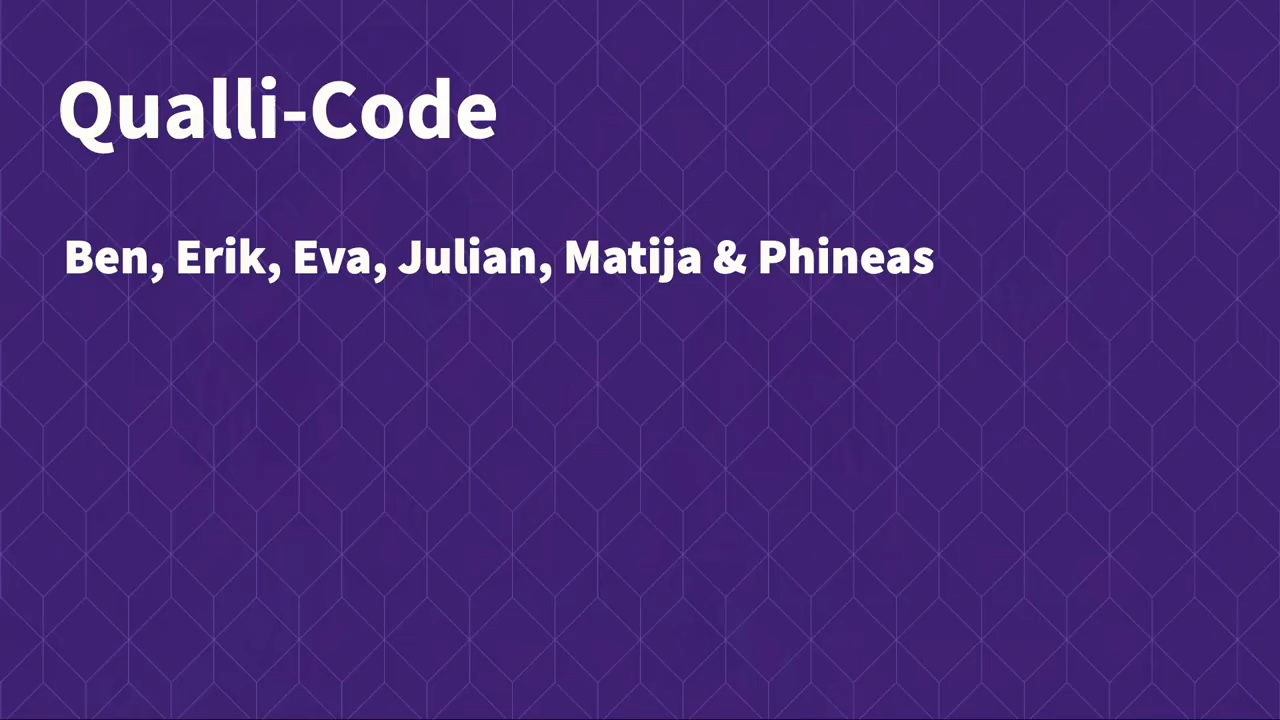 Qualli-Code
Ben, Erik, Eva, Julian, Matija & Phineas